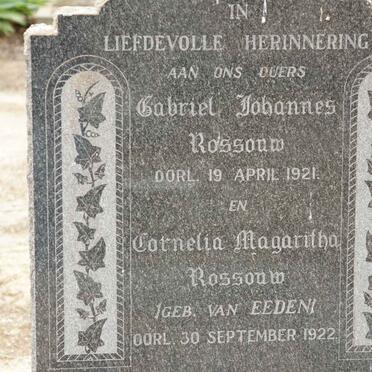 IN
LIEFDEVOLLE HERINNERING
AAN ONS OUERS
Gabriel Johannes
Rossouw
OORL. 19 APRIL 1921.
EN
Cornelia Magaritha
Rossouw
/GEB. VAN EEDEN/
OORL. 30 SEPTEMBER 1922.